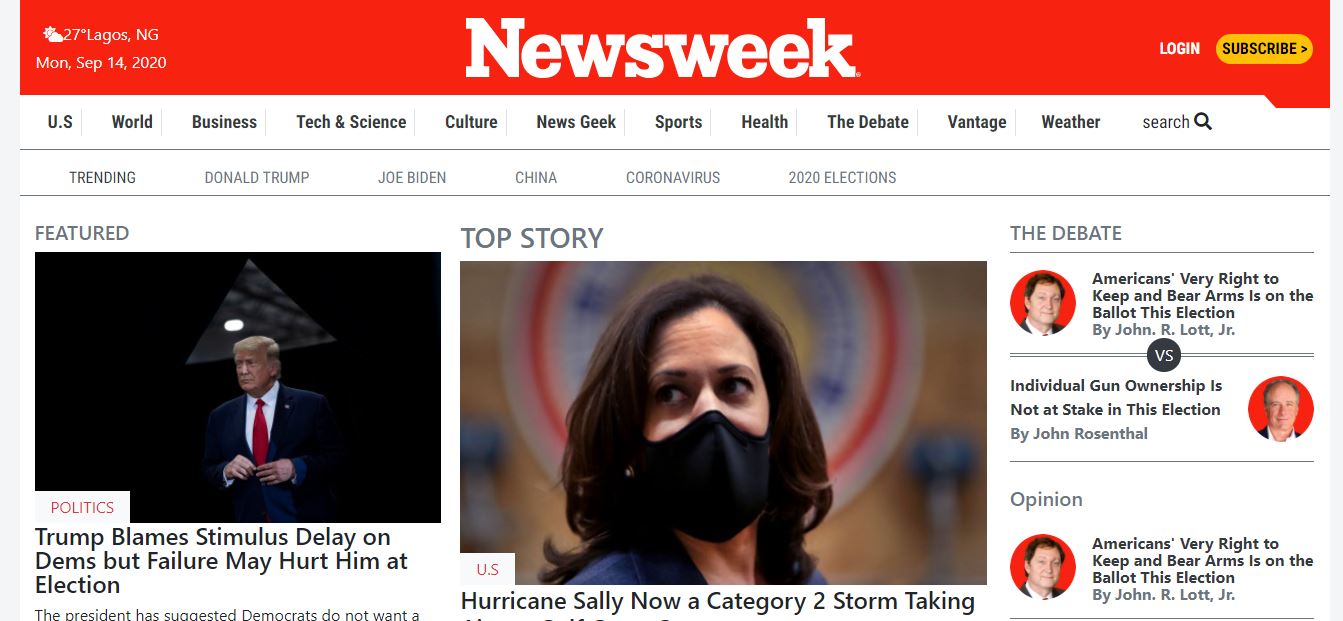 27°Lagos, NG
Mon, Sep 14, 2020
Newsweek
LOGIN
SUBSCRIBE >
U.S
World
Business
Tech & Science
Culture
News Geek
Sports
Health
The Debate
Vantage
Weather
search
TRENDING
DONALD TRUMP
JOE BIDEN
CHINA
CORONAVIRUS
2020 ELECTIONS
FEATURED
POLITICS
Trump Blames Stimulus Delay on
Dems but Failure May Hurt Him at
Election
The president has suggested Democrats do not want a
TOP STORY
U.S
Hurricane Sally Now a Category 2 Storm Taking
THE DEBATE
Americans' Very Right to
Keep and Bear Arms Is on the
Ballot This Election
By John. R. Lott, Jr.
VS
Individual Gun Ownership Is
Not at Stake in This Election
By John Rosenthal
Opinion
Americans' Very Right to
Keep and Bear Arms Is on the
Ballot This Election
By John. R. Lott, Jr.